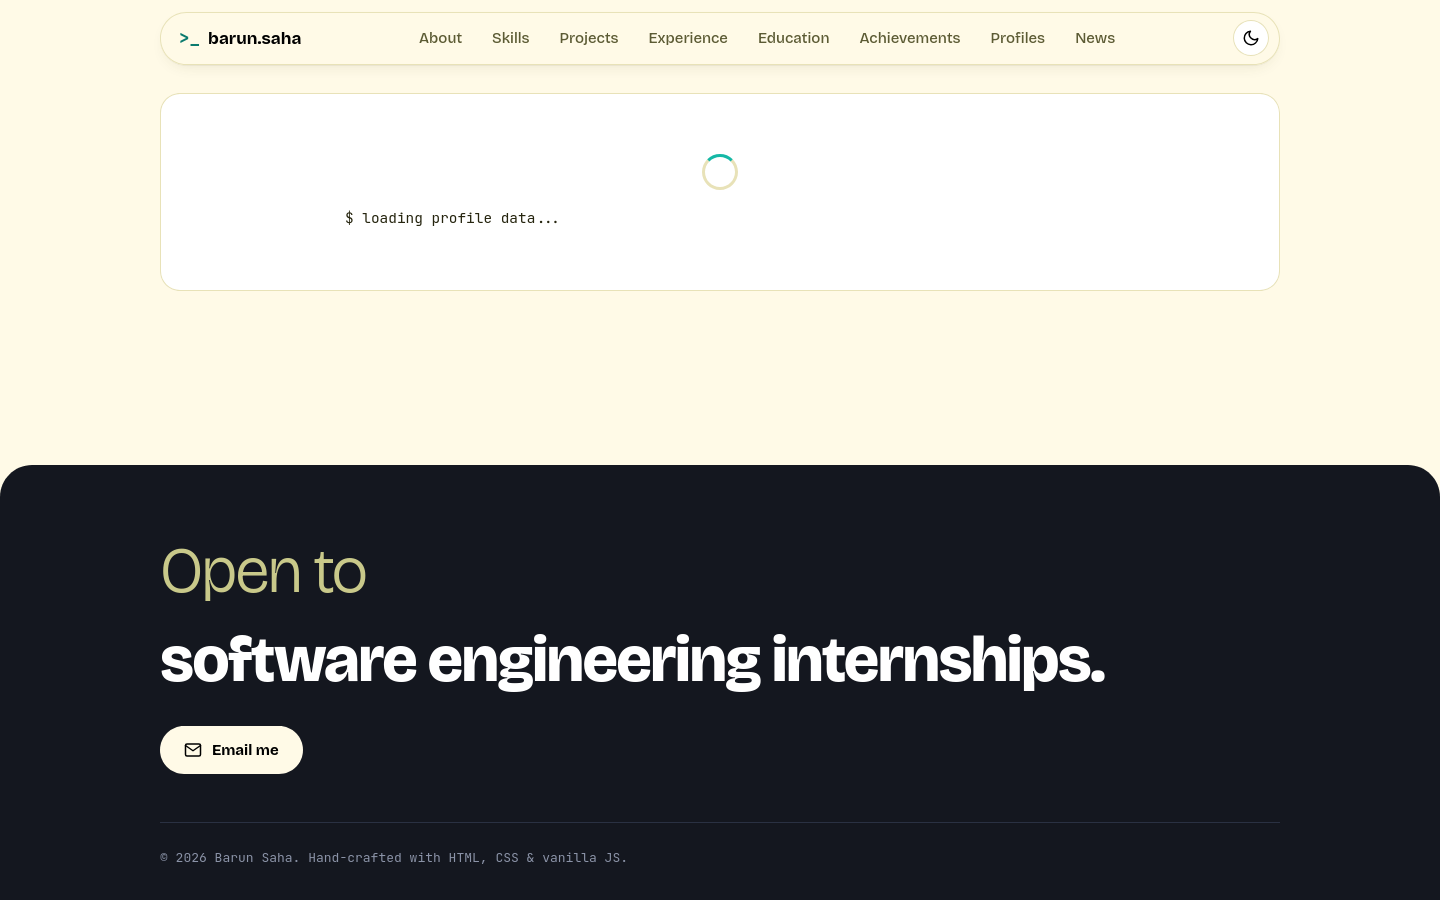 >_ barun.saha
About Skills Projects Experience Education Achievements Profiles News
$ loading profile data...
Open to
software engineering internships.
Email me
© 2026 Barun Saha. Hand-crafted with HTML, CSS & vanilla JS.